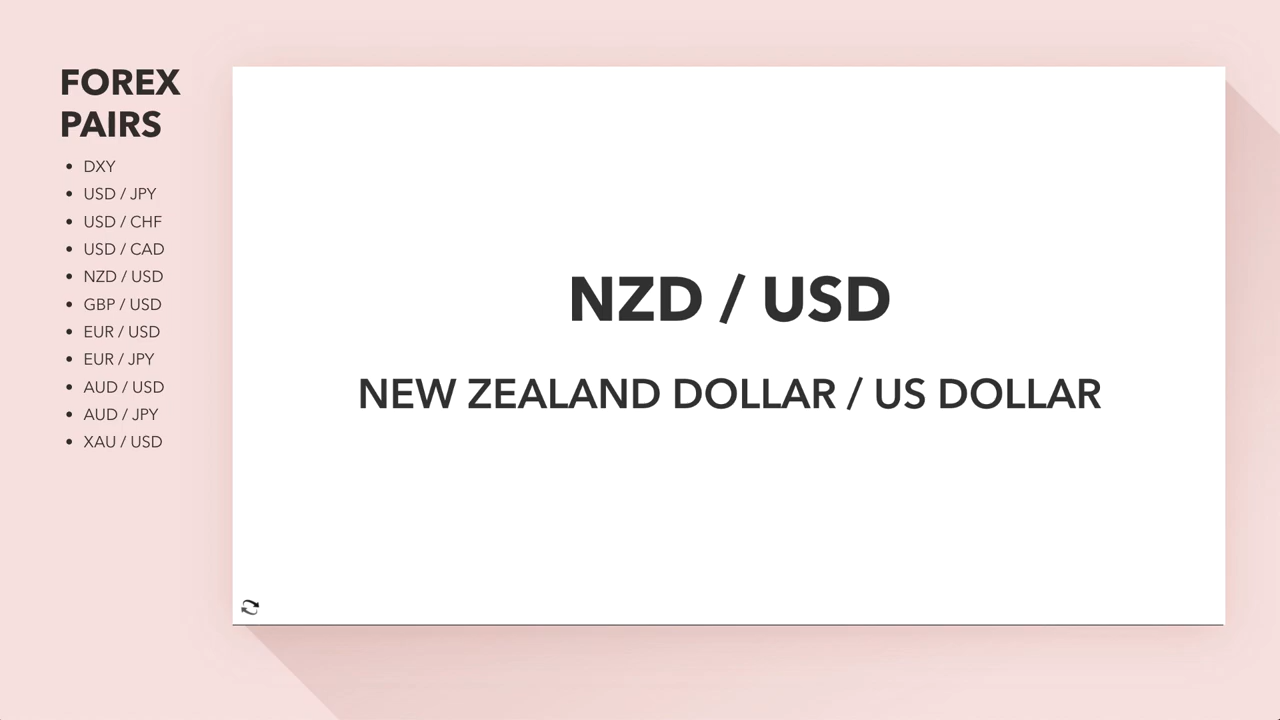 FOREX
PAIRS
• DXY
• USD / JPY
• USD / CHF
• USD / CAD
• NZD / USD
• GBP / USD
• EUR / USD
• EUR / JPY
• AUD / USD
• AUD / JPY
• XAU / USD
NZD / USD
NEW ZEALAND DOLLAR / US DOLLAR